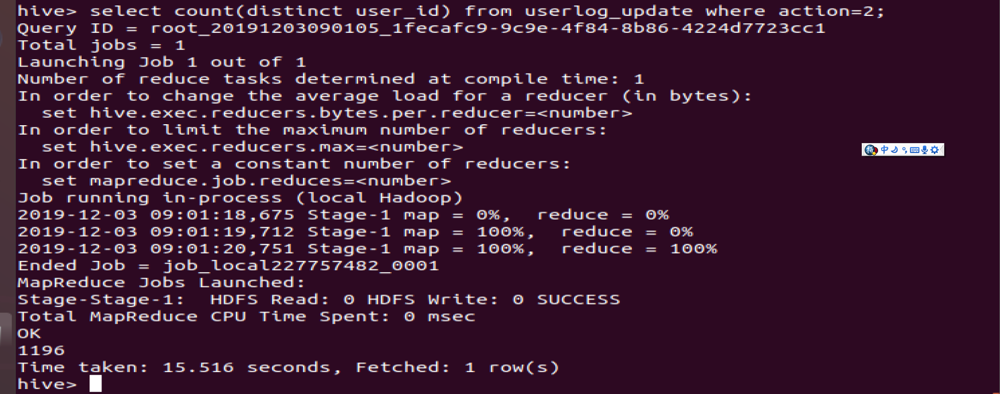 hive> select count(distinct user_id) from userlog_update where action=2;
Query ID = root_20191203090105_1fecafc9-9c9e-4f84-8b86-4224d7723cc1
Total jobs = 1
Launching Job 1 out of 1
Number of reduce tasks determined at compile time: 1
In order to change the average load for a reducer (in bytes):
  set hive.exec.reducers.bytes.per.reducer=<number>
In order to limit the maximum number of reducers:
  set hive.exec.reducers.max=<number>
In order to set a constant number of reducers:
  set mapreduce.job.reduces=<number>
Job running in-process (local Hadoop)
2019-12-03 09:01:18,675 Stage-1 map = 0%,  reduce = 0%
2019-12-03 09:01:19,712 Stage-1 map = 100%,  reduce = 0%
2019-12-03 09:01:20,751 Stage-1 map = 100%,  reduce = 100%
Ended Job = job_local227757482_0001
MapReduce Jobs Launched:
Stage-Stage-1:  HDFS Read: 0 HDFS Write: 0 SUCCESS
Total MapReduce CPU Time Spent: 0 msec
OK
1196
Time taken: 15.516 seconds, Fetched: 1 row(s)
hive>
拼 中